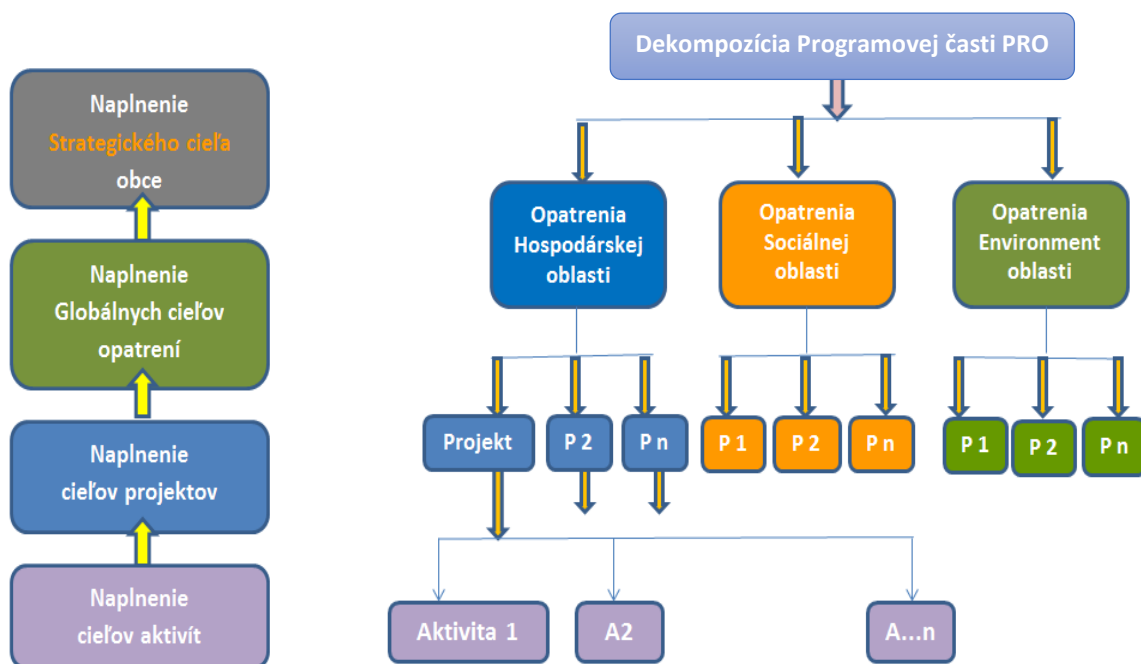 Dekompozícia Programovej časti PRO
Naplnenie
Strategického cieľa
obce
Naplnenie
Globálnych cieľov
opatrení
Naplnenie
cieľov projektov
Naplnenie
cieľov aktivít
Opatrenia
Hospodárskej
oblasti
Opatrenia
Sociálnej
oblasti
Opatrenia
Environment
oblasti
Projekt
P 2
P n
P 1
P 2
P n
P 1
P 2
P n
Aktivita 1
A2
A...n